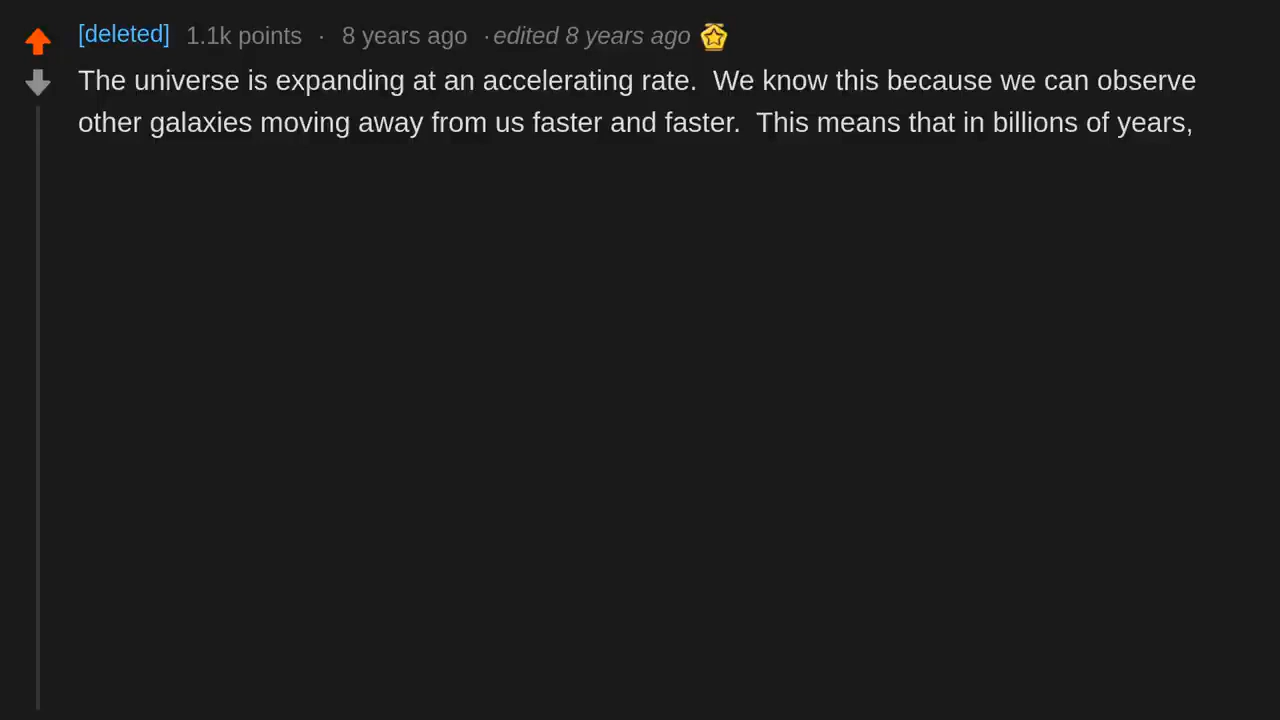 [deleted] 1.1k points · 8 years ago · edited 8 years ago
The universe is expanding at an accelerating rate.  We know this because we can observe
other galaxies moving away from us faster and faster.  This means that in billions of years,